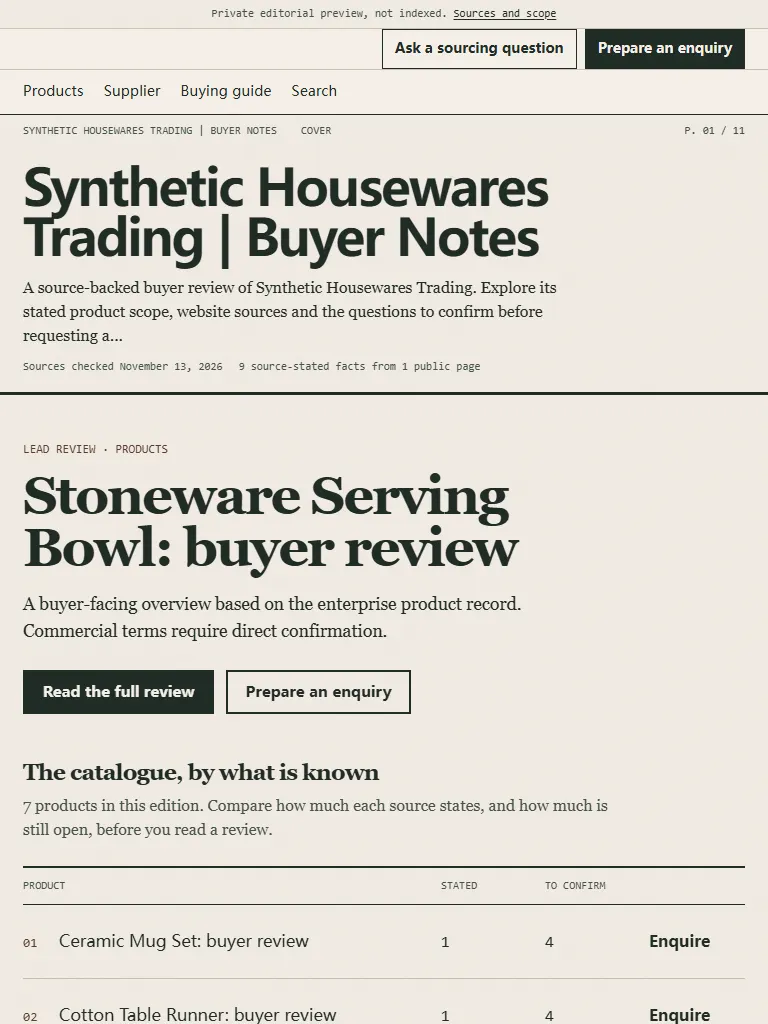 Private editorial preview, not indexed. Sources and scope
Ask a sourcing question
Prepare an enquiry
Products Supplier Buying guide Search
SYNTHETIC HOUSEWARES TRADING | BUYER NOTES COVER P. 01 / 11
Synthetic Housewares
Trading | Buyer Notes
A source-backed buyer review of Synthetic Housewares Trading. Explore its
stated product scope, website sources and the questions to confirm before
requesting a...
Sources checked November 13, 2026 9 source-stated facts from 1 public page
LEAD REVIEW · PRODUCTS
Stoneware Serving
Bowl: buyer review
A buyer-facing overview based on the enterprise product record.
Commercial terms require direct confirmation.
Read the full review
Prepare an enquiry
The catalogue, by what is known
7 products in this edition. Compare how much each source states, and how much is
still open, before you read a review.
PRODUCT STATED TO CONFIRM
01 Ceramic Mug Set: buyer review 1 4 Enquire
02 Cotton Table Runner: buyer review 1 4 Enquire